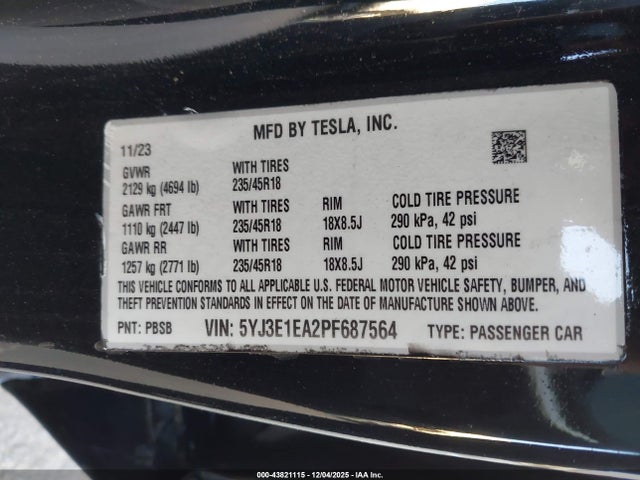 MFD BY TESLA, INC.
11/23
GVWR WITH TIRES
2129 kg (4694 lb) 235/45R18
GAWR FRT WITH TIRES RIM COLD TIRE PRESSURE
1110 kg (2447 lb) 235/45R18 18X8.5J 290 kPa, 42 psi
GAWR RR WITH TIRES RIM COLD TIRE PRESSURE
1257 kg (2771 lb) 235/45R18 18X8.5J 290 kPa, 42 psi
THIS VEHICLE CONFORMS TO ALL APPLICABLE U.S. FEDERAL MOTOR VEHICLE SAFETY, BUMPER, AND
THEFT PREVENTION STANDARDS IN EFFECT ON THE DATE OF MANUFACTURE SHOWN ABOVE.
PNT: PBSB VIN: 5YJ3E1EA2PF687564 TYPE: PASSENGER CAR
000-43821115 - 12/04/2025 - IAA Inc.